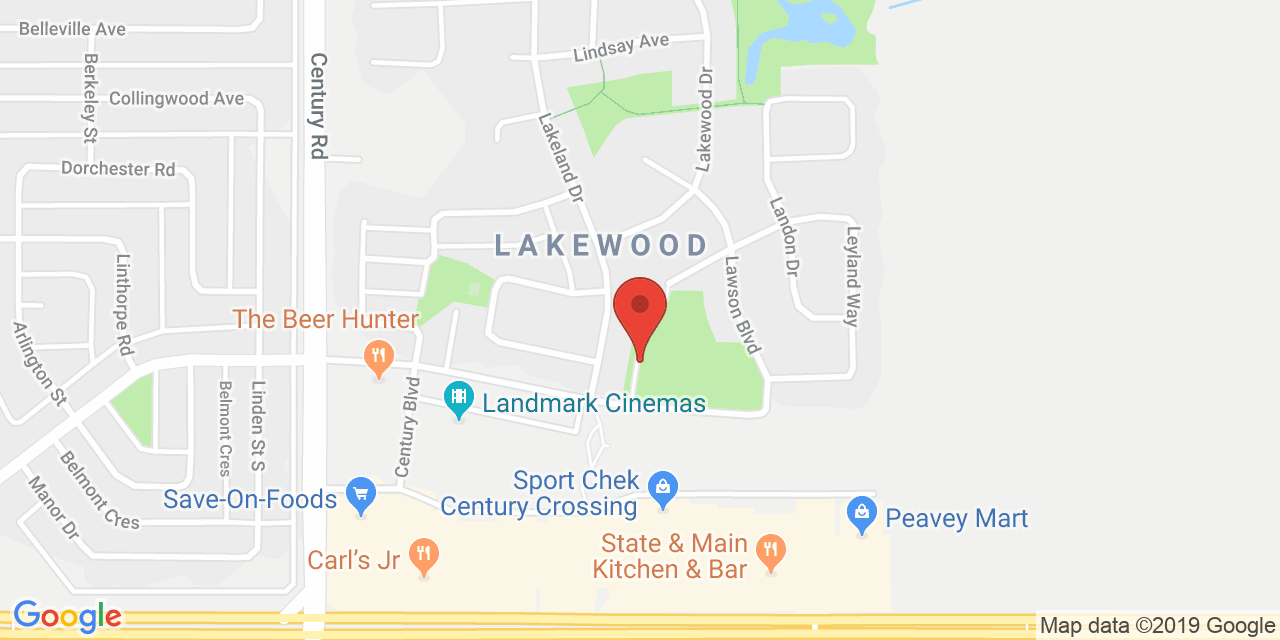 Belleville Ave
Berkeley St
Collingwood Ave
Century Rd
Lindsay Ave
Lakewood Dr
Lakeland Dr
Dorchester Rd
LAKEWOOD
Landon Dr
Leyland Way
Lawson Blvd
Linthorpe Rd
Arlington St
The Beer Hunter
Landmark Cinemas
Century Blvd
Belmont Cres
Linden St S
Belmont Cres
Manor Dr
Save-On-Foods
Sport Chek
Century Crossing
Peavey Mart
Carl's Jr
State & Main
Kitchen & Bar
Google
Map data ©2019 Google